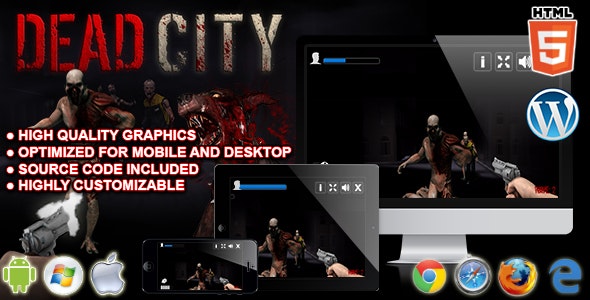 DEAD CITY
HTML
5
● HIGH QUALITY GRAPHICS
● OPTIMIZED FOR MOBILE AND DESKTOP
● SOURCE CODE INCLUDED
● HIGHLY CUSTOMIZABLE